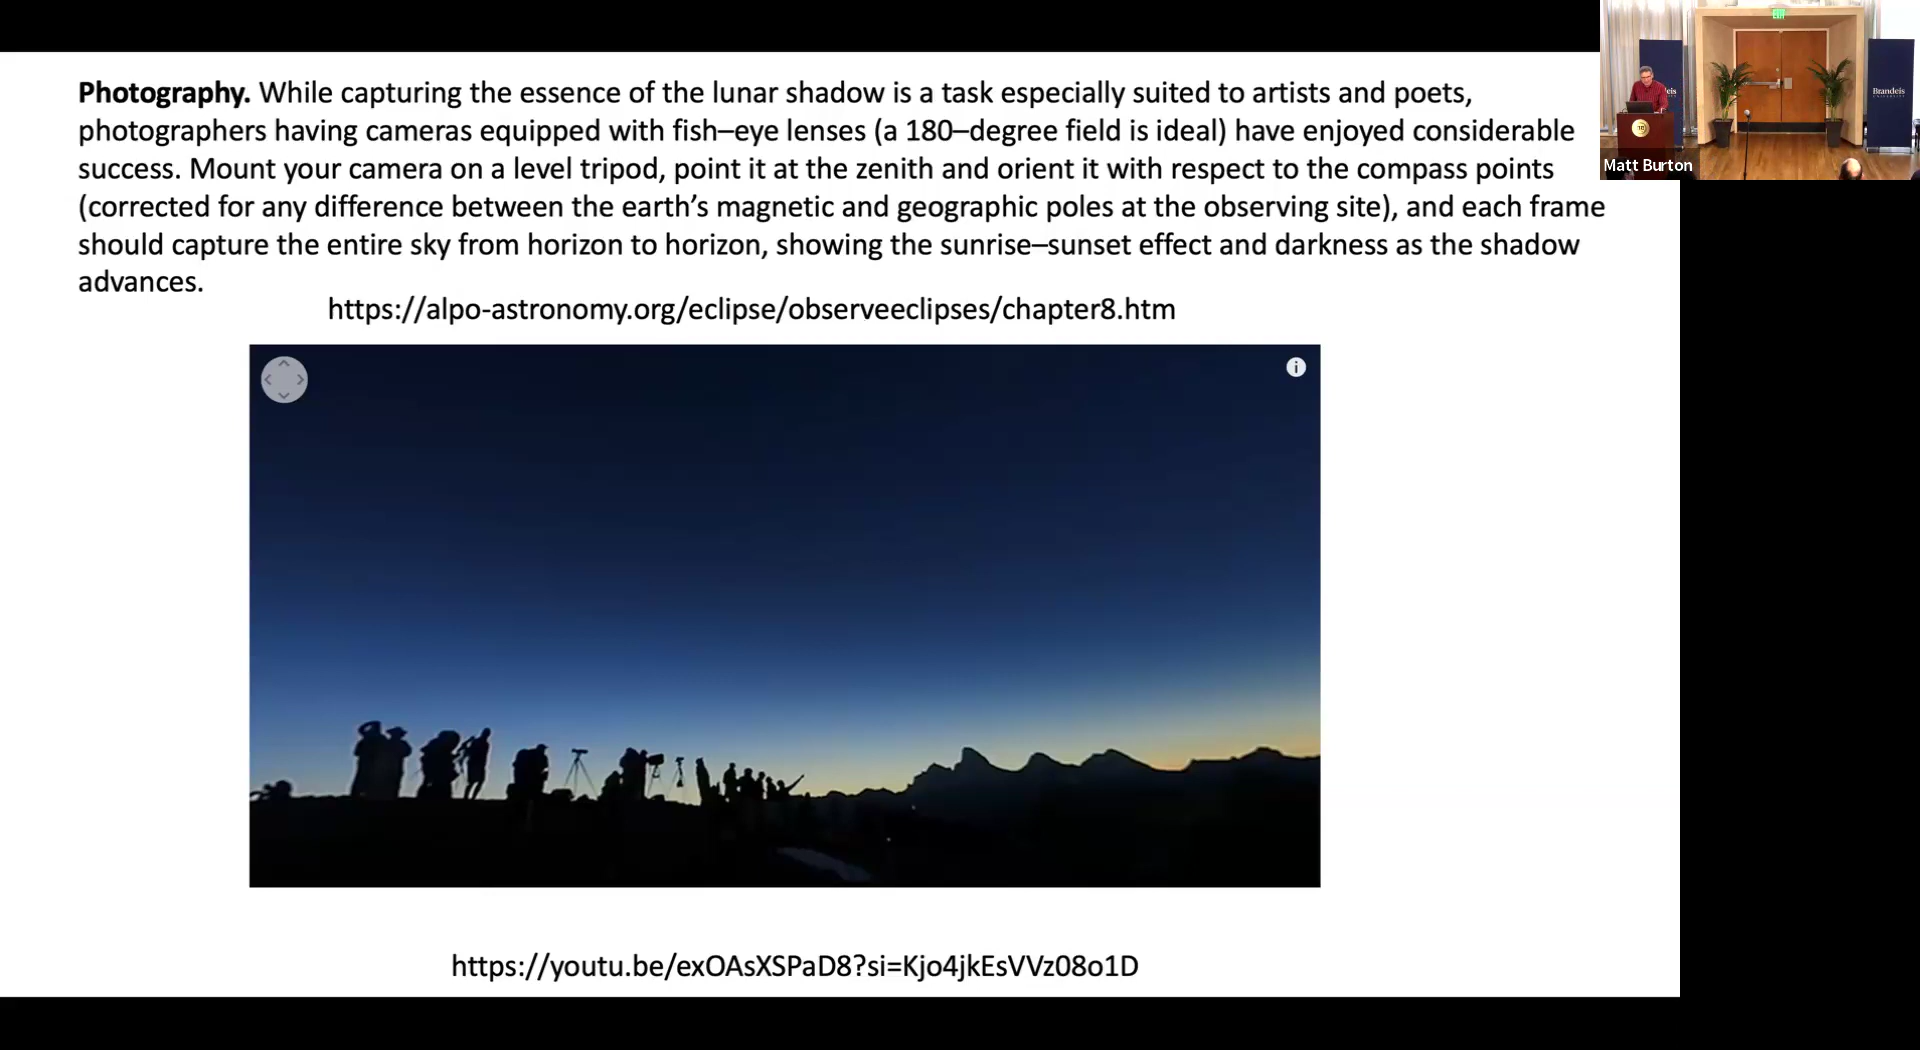 Photography. While capturing the essence of the lunar shadow is a task especially suited to artists and poets,
photographers having cameras equipped with fish–eye lenses (a 180–degree field is ideal) have enjoyed considerable
success. Mount your camera on a level tripod, point it at the zenith and orient it with respect to the compass points
(corrected for any difference between the earth’s magnetic and geographic poles at the observing site), and each frame
should capture the entire sky from horizon to horizon, showing the sunrise–sunset effect and darkness as the shadow
advances.
https://alpo-astronomy.org/eclipse/observeeclipses/chapter8.htm
i
https://youtu.be/exOAsXSPaD8?si=Kjo4jkEsVVz08o1D
EXIT
Brandeis
UNIVERSITY
Matt Burton